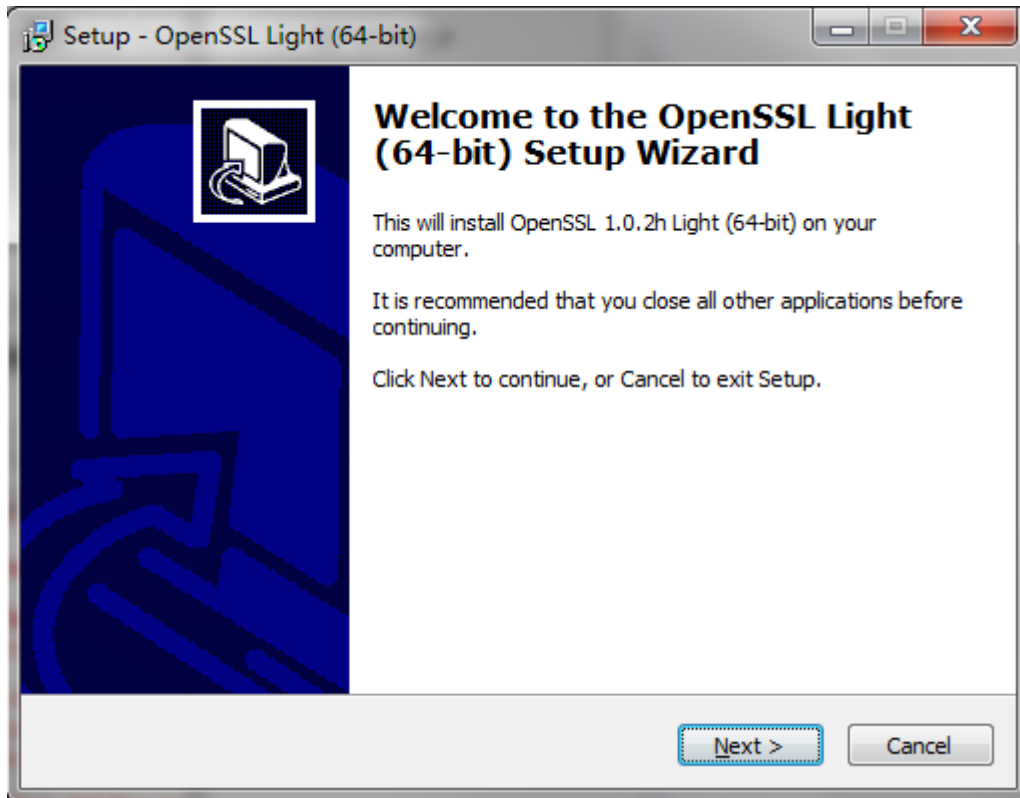 Setup - OpenSSL Light (64-bit)
Welcome to the OpenSSL Light
(64-bit) Setup Wizard
This will install OpenSSL 1.0.2h Light (64-bit) on your
computer.
It is recommended that you close all other applications before
continuing.
Click Next to continue, or Cancel to exit Setup.
Next >
Cancel